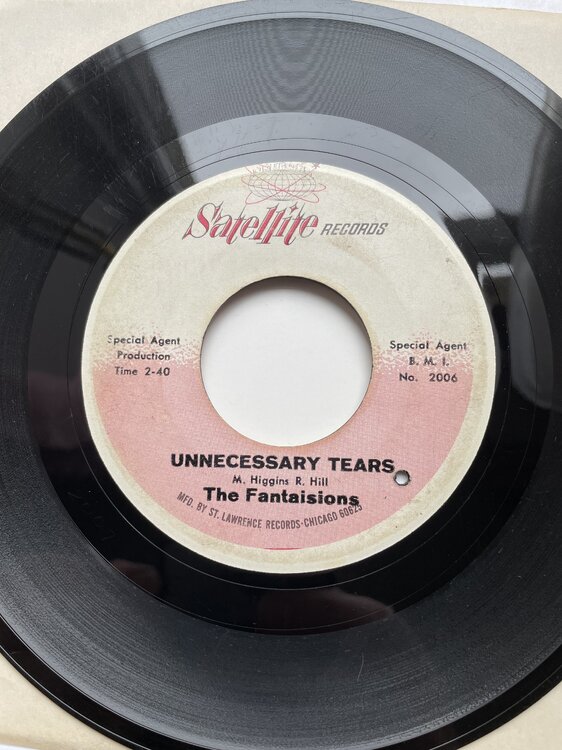 Satellite RECORDS
Special Agent
Production
Time 2-40
Special Agent
B. M. I.
No. 2006
UNNECESSARY TEARS
M. Higgins R. Hill
The Fantaisions
MFD. BY ST. LAWRENCE RECORDS-CHICAGO 60625